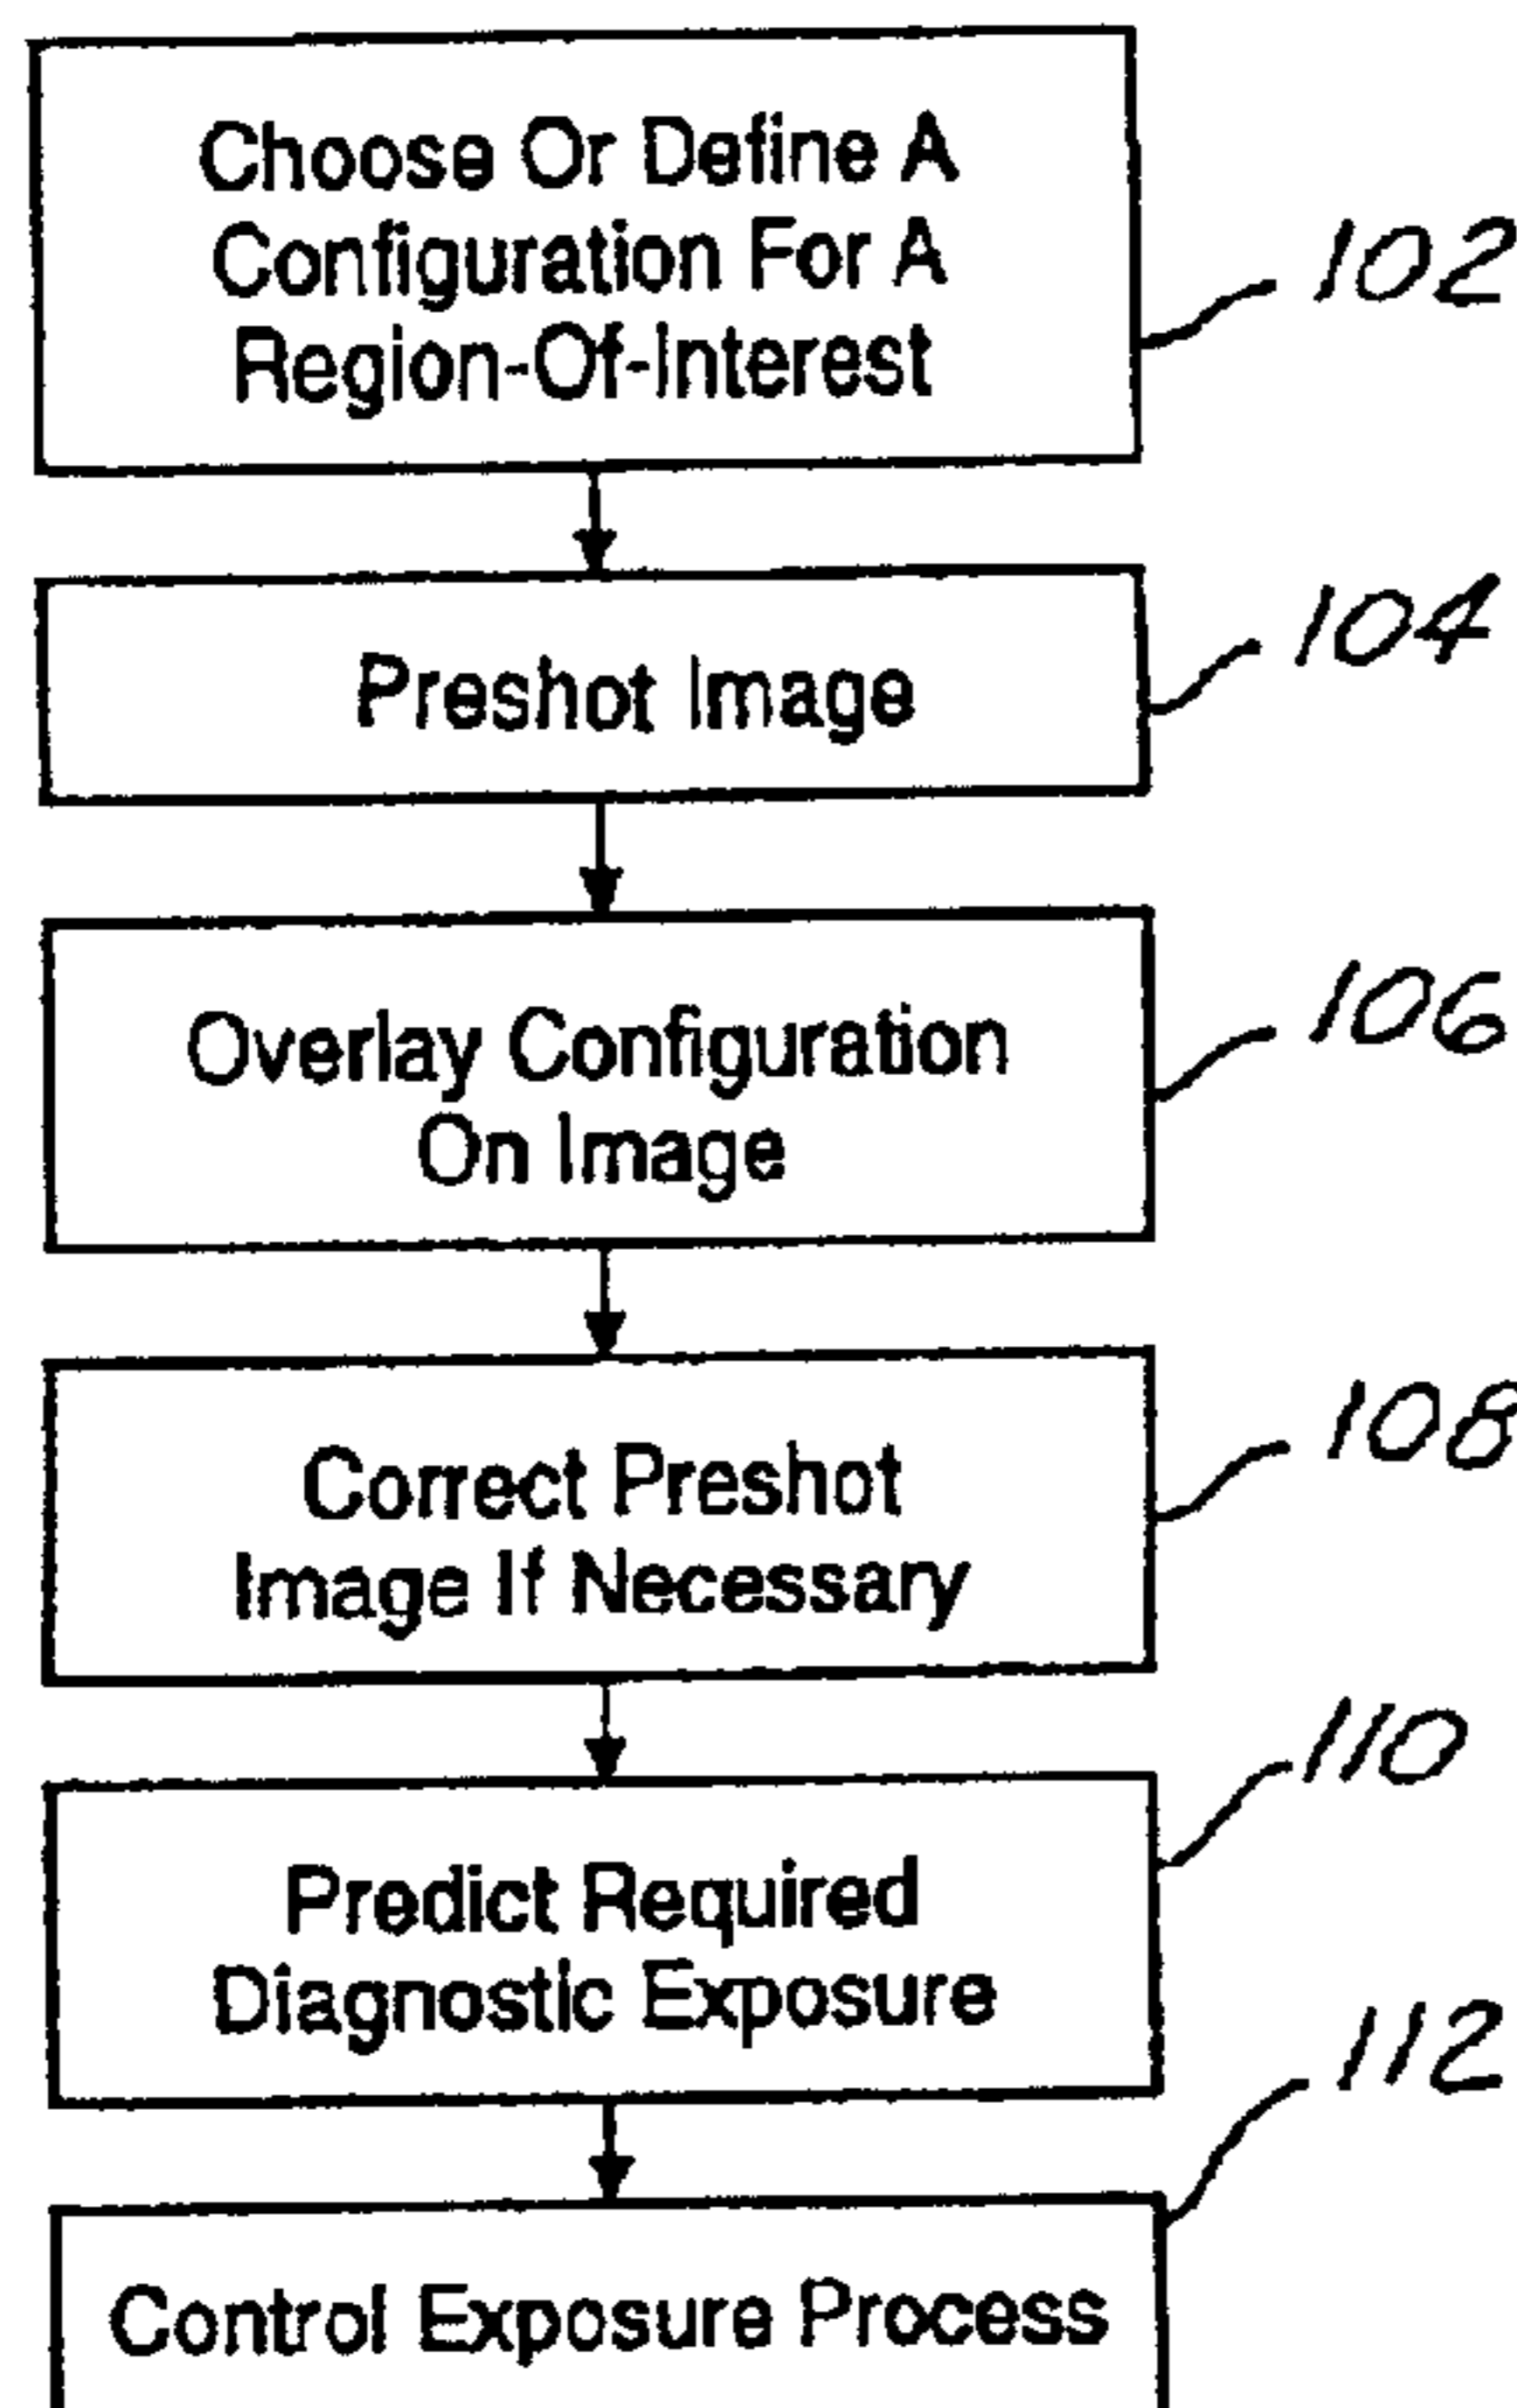 Choose Or Define A
Configuration For A
Region-Of-Interest
102
Preshot Image
104
Overlay Configuration
On Image
106
Correct Preshot
Image If Necessary
108
Predict Required
Diagnostic Exposure
110
Control Exposure Process
112